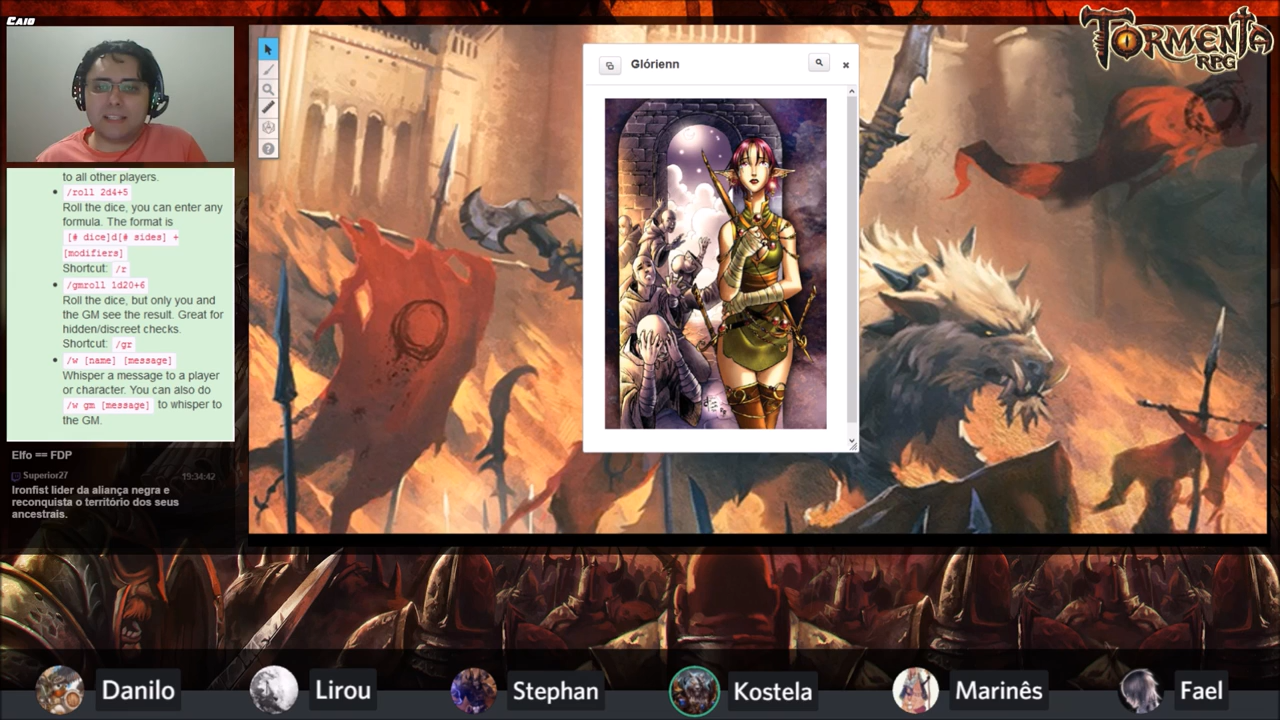 Caio
TORMENTA
RPG
Glórienn
to all other players.
/roll 2d4+5
Roll the dice, you can enter any
formula. The format is
[# dice]d[# sides] +
[modifiers]
Shortcut: /r
/gmroll 1d20+6
Roll the dice, but only you and
the GM see the result. Great for
hidden/discreet checks.
Shortcut: /gr
/w [name] [message]
Whisper a message to a player
or character. You can also do
/w gm [message] to whisper to
the GM.
Elfo == FDP
Superior27 19:34:42
Ironfist lider da aliança negra e
reconquista o território dos seus
ancestrais.
Danilo
Lirou
Stephan
Kostela
Marinês
Fael